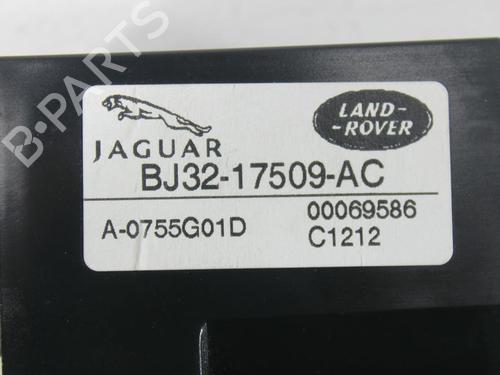 B-PARTS
JAGUAR
LAND-
-ROVER
BJ32-17509-AC
A-0755G01D
00069586
C1212